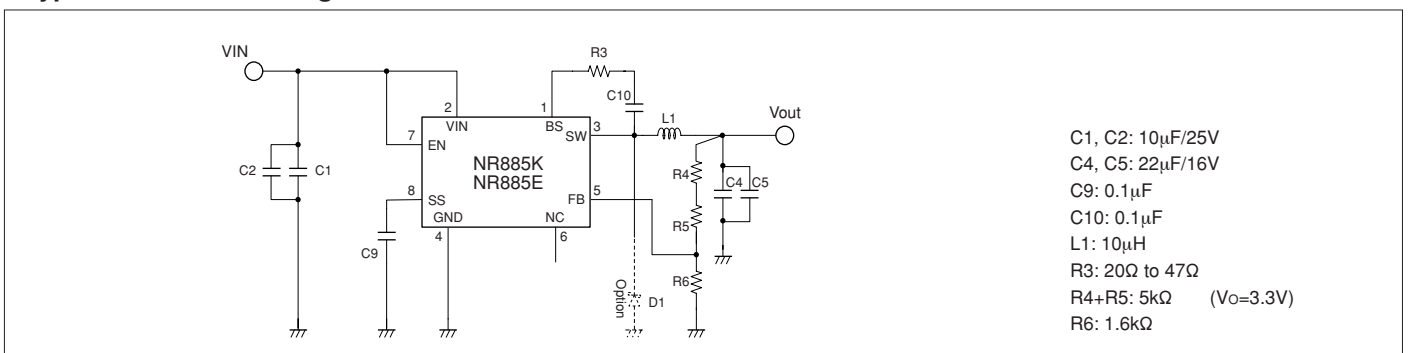 VIN
R3
C10
L1
Vout
2
1
VIN
BS
SW
3
7
EN
NR885K
NR885E
C2
C1
8
SS
FB
5
GND
NC
4
6
C9
R4
C4
C5
R5
R6
Option
D1
C1, C2: 10μF/25V
C4, C5: 22μF/16V
C9: 0.1μF
C10: 0.1μF
L1: 10μH
R3: 20Ω to 47Ω
R4+R5: 5kΩ (VO=3.3V)
R6: 1.6kΩ